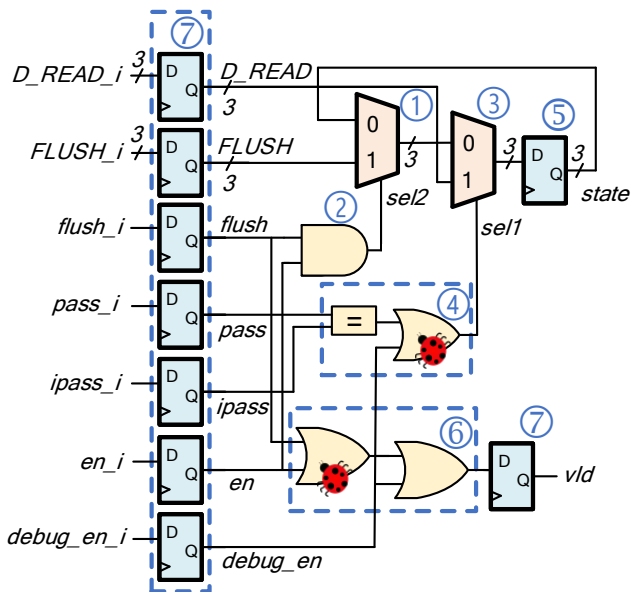 ⑦
3
D_READ_i
D
Q
D_READ
3
①
③
⑤
0
1
3
0
1
3
D
Q
3
state
3
FLUSH_i
D
Q
FLUSH
3
②
sel2
sel1
flush_i
D
Q
flush
pass_i
D
Q
pass
=
④
ipass_i
D
Q
ipass
⑥
⑦
en_i
D
Q
en
D
Q
vld
debug_en_i
D
Q
debug_en